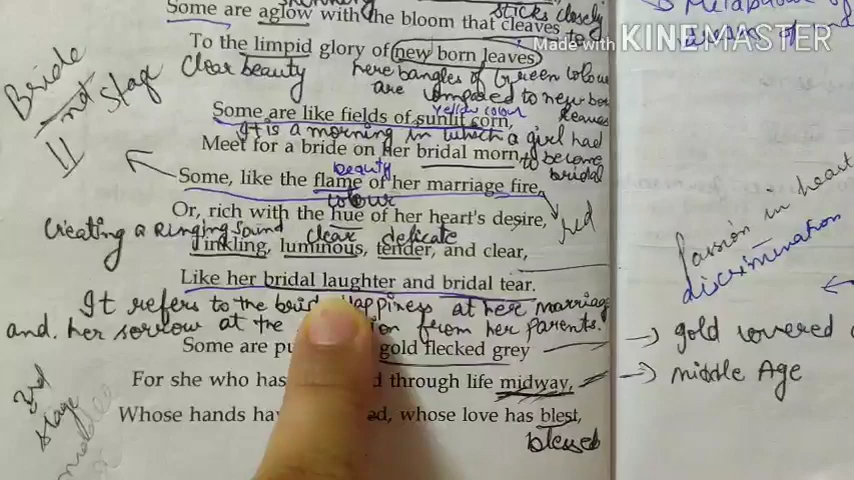 sticks closely
Some are aglow with the bloom that cleaves
to
To the limpid glory of new born leaves
Made with KINEMASTER
Clear beauty
here bangles of Green colour
are compared to new bor
leaves
Bride
not stage
yellow colour
Some are like fields of sunlit corn,
It is a morning in which a girl had
Meet for a bride on her bridal morn,
to become
bridal
beauty
Some, like the flame of her marriage fire,
colour
red
Or, rich with the hue of her heart's desire,
Creating a Ringing sound
clear delicate
Tinkling, luminous, tender, and clear,
Like her bridal laughter and bridal tear.
It refers to the Happiness at her marriag
and her sorrow at the from her parents.
Some are gold flecked grey
For she who has through life midway,
Whose hands whose love has blest,
blessed
3rd
stage
passion in heart
discrimination
→ gold covered
→ Middle Age